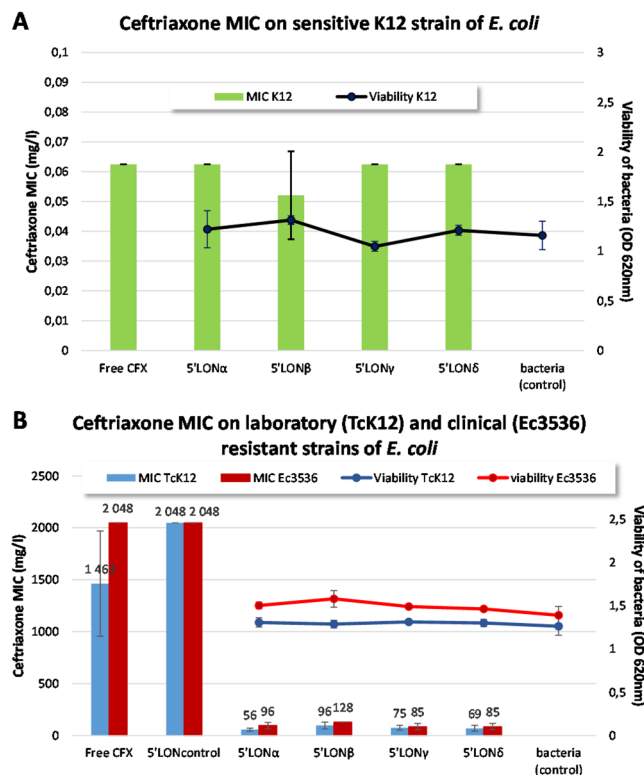 A
Ceftriaxone MIC on sensitive K12 strain of E. coli
MIC K12
Viability K12
Ceftriaxone MIC (mg/l)
0,1
0,09
0,08
0,07
0,06
0,05
0,04
0,03
0,02
0,01
0
3
2,5
2
1,5
1
0,5
0
Viability of bacteria (OD 620nm)
Free CFX
5'LONα
5'LONβ
5'LONγ
5'LONδ
bacteria
(control)
B
Ceftriaxone MIC on laboratory (TcK12) and clinical (Ec3536)
resistant strains of E. coli
MIC TcK12
MIC Ec3536
Viability TcK12
viability Ec3536
Ceftriaxone MIC (mg/l)
2500
2000
1500
1000
500
0
2 048
2 048
2 048
56
96
96
128
75
85
69
85
2,5
2
1,5
1
0,5
0
Viability of bacteria (OD 620nm)
Free CFX
5'LONcontrol
5'LONα
5'LONβ
5'LONγ
5'LONδ
bacteria
(control)